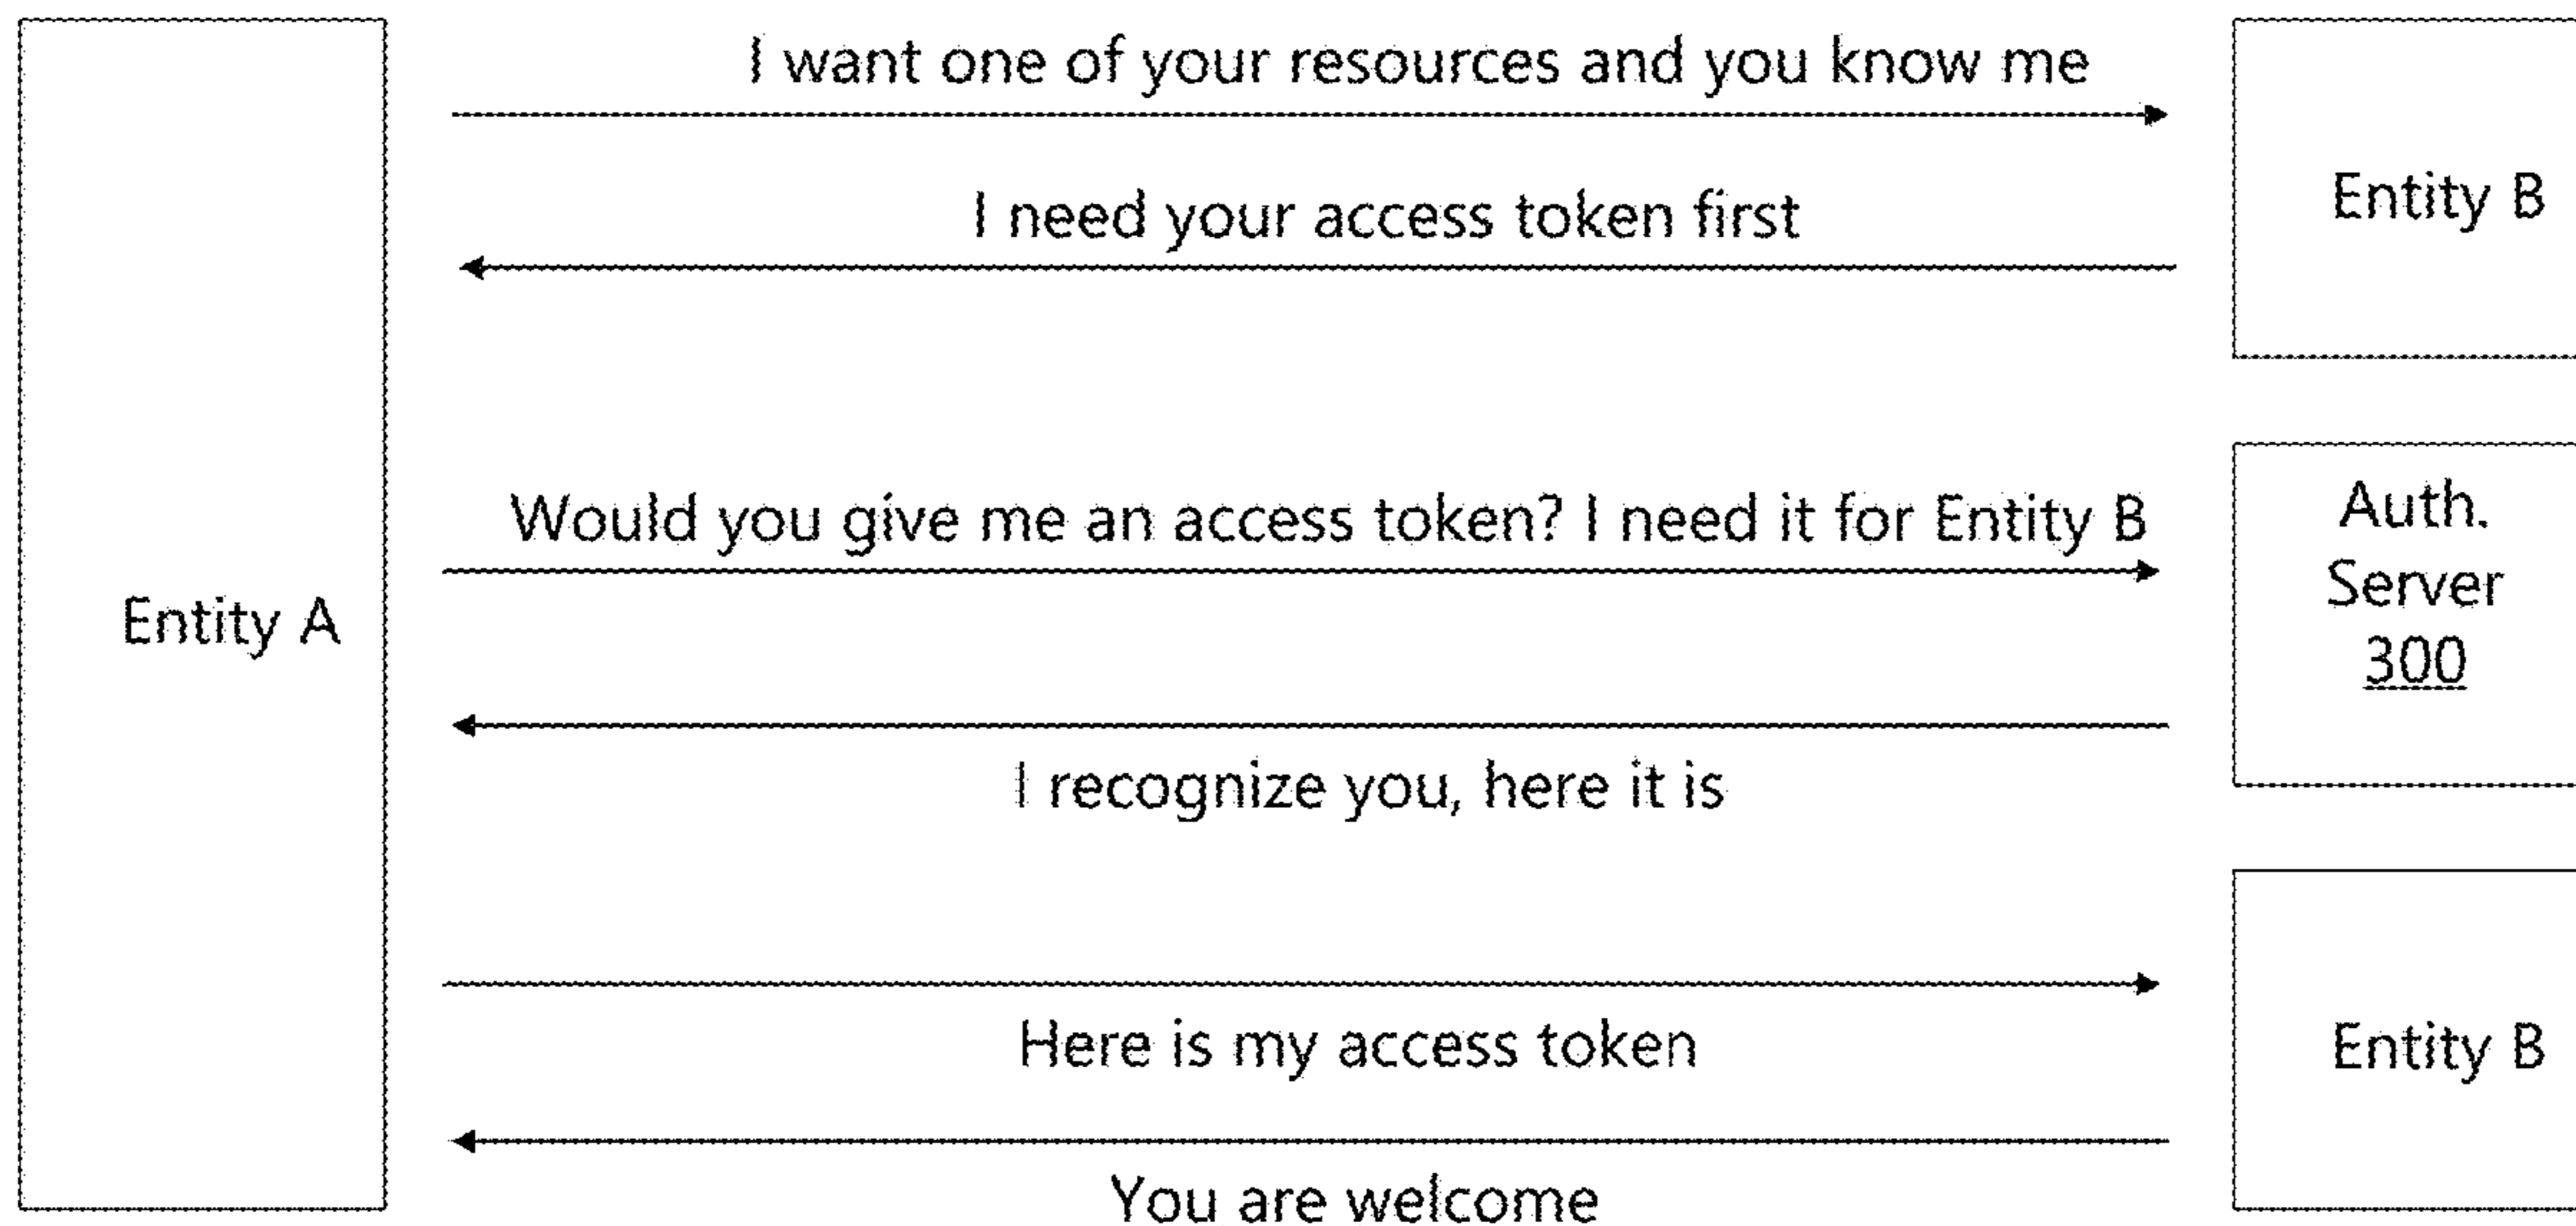 I want one of your resources and you know me
I need your access token first
Entity B
Would you give me an access token? I need it for Entity B
Auth.
Server
300
Entity A
I recognize you, here it is
Here is my access token
Entity B
You are welcome